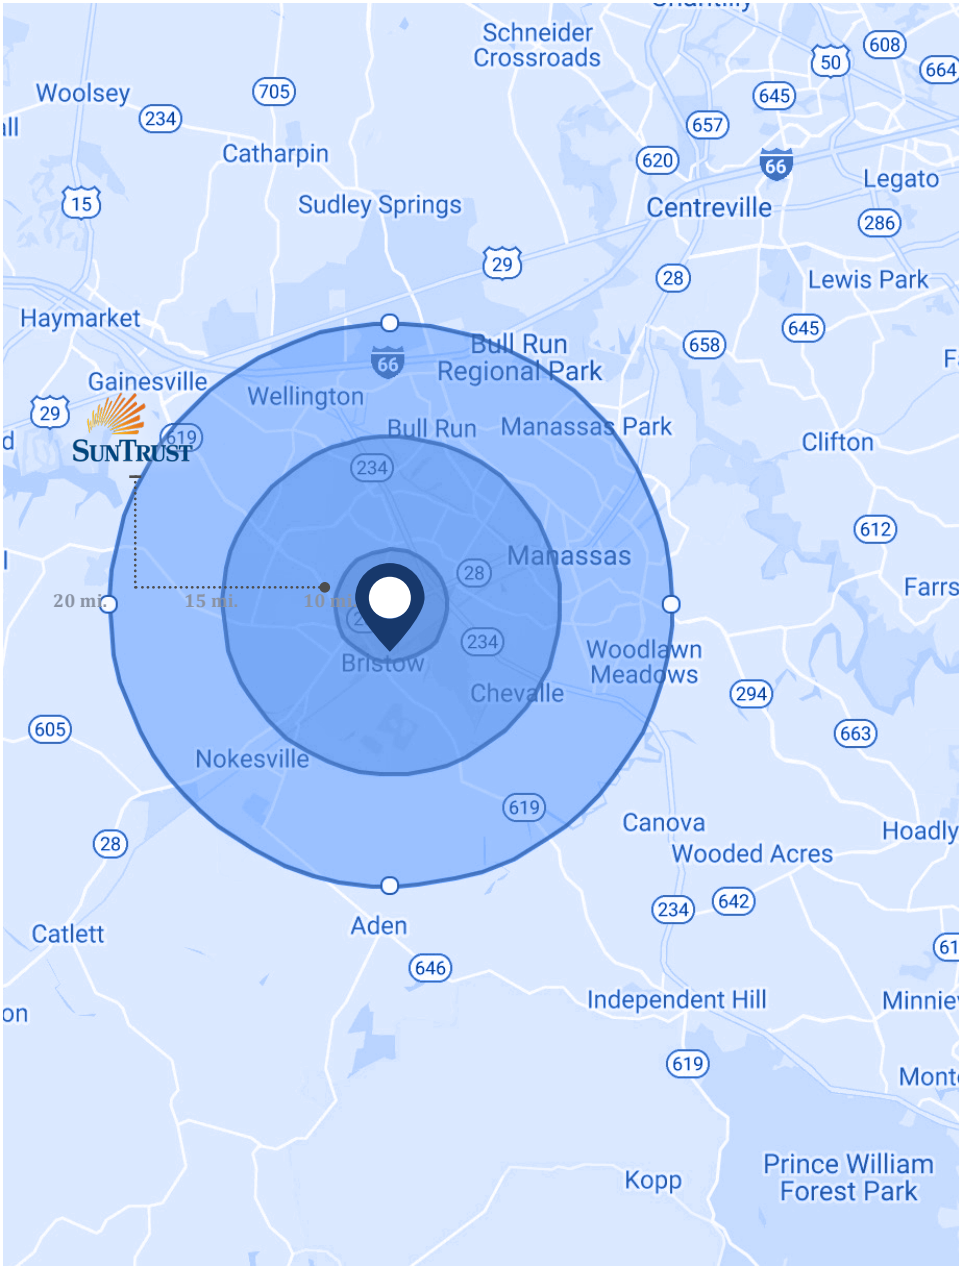 Schneider
Crossroads
50
608
664
Woolsey
705
645
234
657
Catharpin
620
66
Legato
15
Sudley Springs
Centreville
286
29
28
Lewis Park
Haymarket
645
658
66
Bull Run
Regional Park
Gainesville
Wellington
29
619
SUNTRUST
Bull Run
Manassas Park
Clifton
234
612
Manassas
28
20 mi.
15 mi.
10 mi.
234
Bristow
Woodlawn
Meadows
Chevalle
294
605
663
Nokesville
619
Canova
28
Hoadly
Wooded Acres
642
234
Aden
Catlett
646
Independent Hill
619
Kopp
Prince William
Forest Park